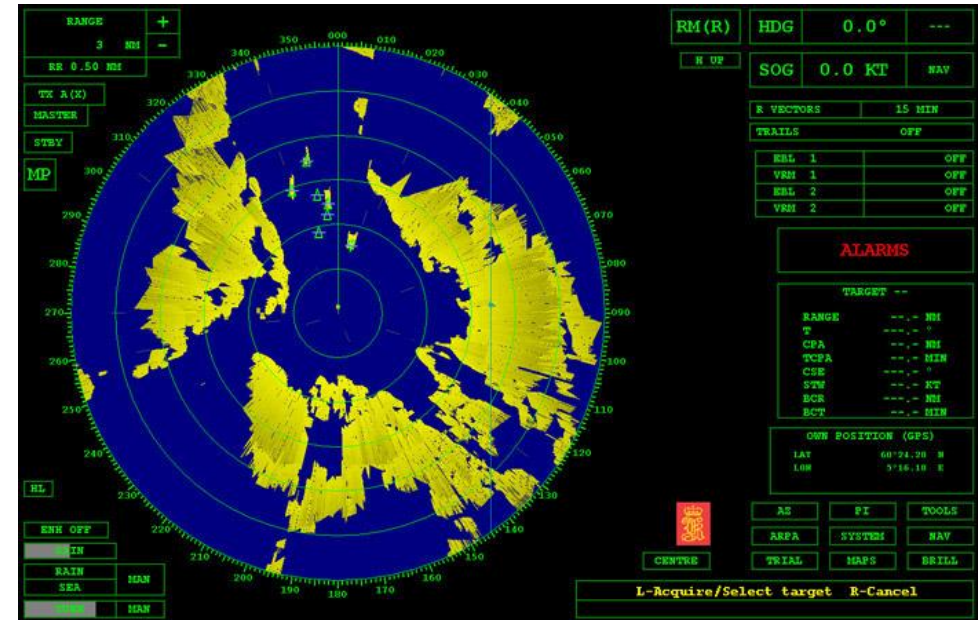 RANGE +
3 NM -
RR 0.50 NM
TX A(X)
MASTER
STBY
MP
RM(R)
H UP
HDG 0.0° ---
SOG 0.0 KT NAV
R VECTORS 15 MIN
TRAILS OFF
EBL 1 OFF
VRM 1 OFF
EBL 2 OFF
VRM 2 OFF
ALARMS
TARGET --
RANGE --.- NM
T ---.- °
CPA --.- NM
TCPA --.- MIN
CSE ---.- °
STW --.- KT
BCR --.- NM
BCT --.- MIN
OWN POSITION (GPS)
LAT 60°24.20 N
LON 5°16.10 E
000
010
020
040
050
060
070
080
090
100
110
120
130
140
150
160
170
180
190
200
210
220
230
240
250
260
270
280
290
300
310
320
330
340
350
HL
ENH OFF
RAIN
SEA
MAN
MAN
CENTRE
AZ PI TOOLS
ARPA SYSTEM NAV
TRIAL MAPS BRILL
L-Acquire/Select target R-Cancel